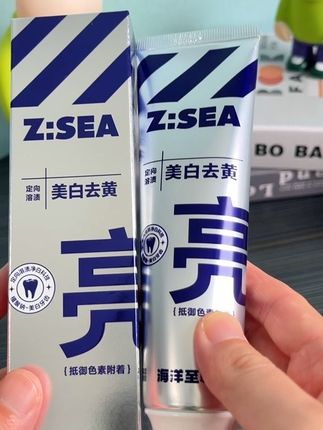 Z:SEA
定向
溶渍
美白去黄
亮
{抵御色素附着}
Z:SEA
定向
溶渍
美白去黄
亮
{抵御色素附着}
海洋至
BO BA